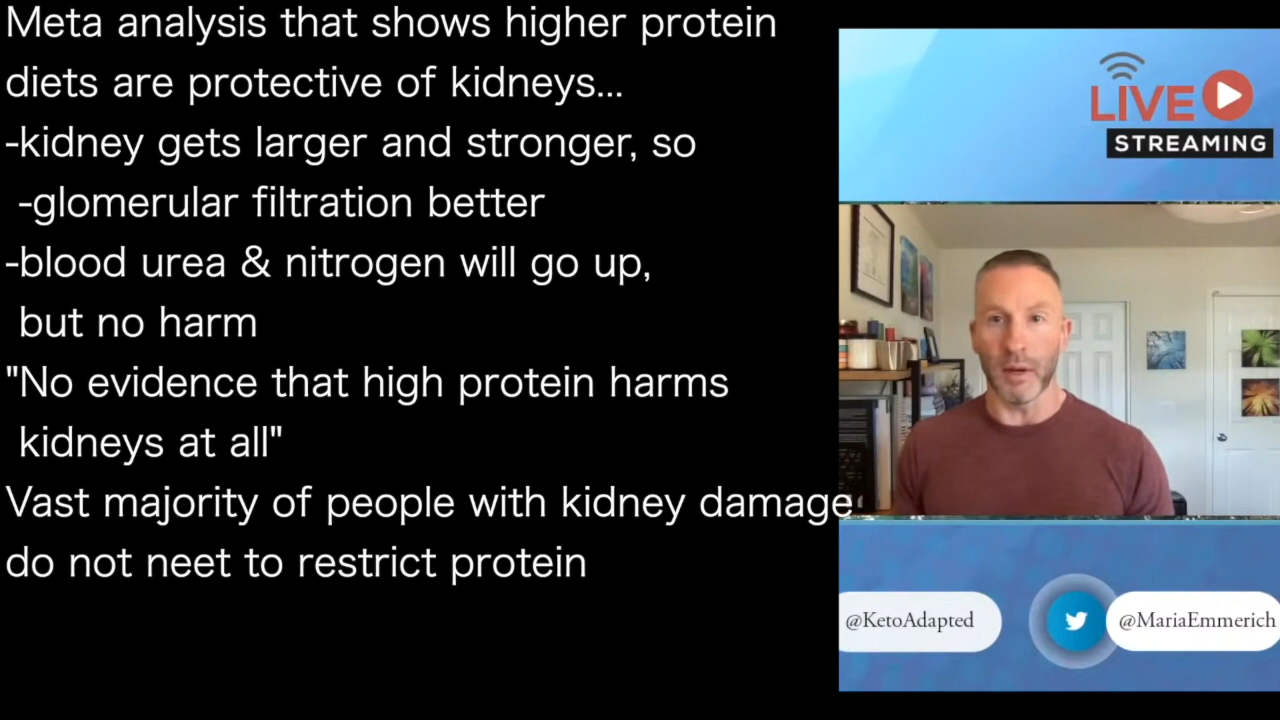 Meta analysis that shows higher protein
diets are protective of kidneys...
-kidney gets larger and stronger, so
-glomerular filtration better
-blood urea & nitrogen will go up,
but no harm
"No evidence that high protein harms
kidneys at all"
Vast majority of people with kidney damage
do not neet to restrict protein
LIVE
STREAMING
@KetoAdapted
@MariaEmmerich